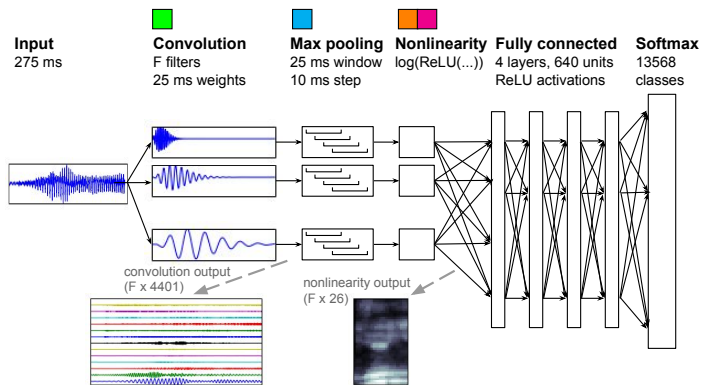 Input
275 ms
Convolution
F filters
25 ms weights
Max pooling
25 ms window
10 ms step
Nonlinearity
log(ReLU(...))
Fully connected
4 layers, 640 units
ReLU activations
Softmax
13568
classes
convolution output
(F x 4401)
nonlinearity output
(F x 26)